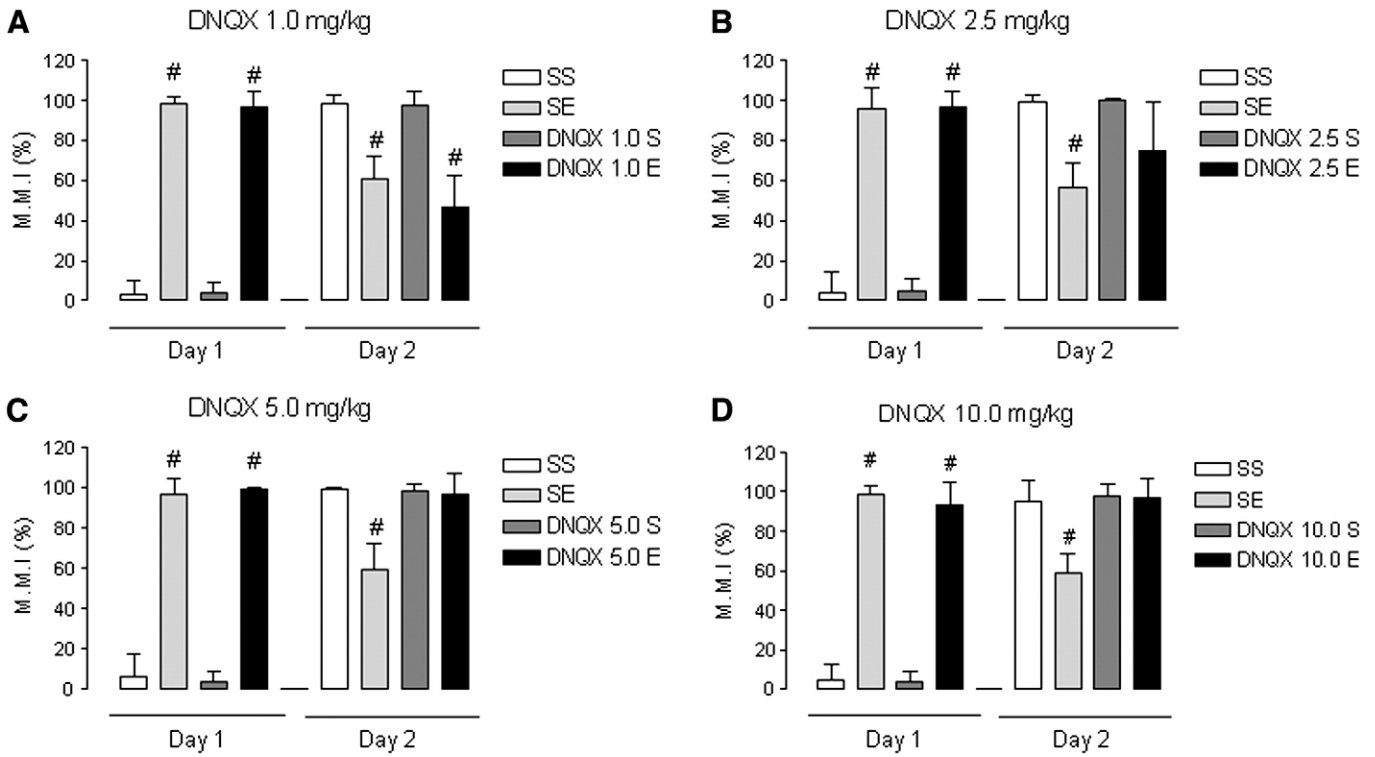 A
DNQX 1.0 mg/kg
M.M.I (%)
120
100
80
60
40
20
0
# # # #
Day 1 Day 2
SS
SE
DNQX 1.0 S
DNQX 1.0 E
B
DNQX 2.5 mg/kg
M.M.I (%)
120
100
80
60
40
20
0
# # #
Day 1 Day 2
SS
SE
DNQX 2.5 S
DNQX 2.5 E
C
DNQX 5.0 mg/kg
M.M.I (%)
120
100
80
60
40
20
0
# # #
Day 1 Day 2
SS
SE
DNQX 5.0 S
DNQX 5.0 E
D
DNQX 10.0 mg/kg
M.M.I (%)
120
100
80
60
40
20
0
# # #
Day 1 Day 2
SS
SE
DNQX 10.0 S
DNQX 10.0 E